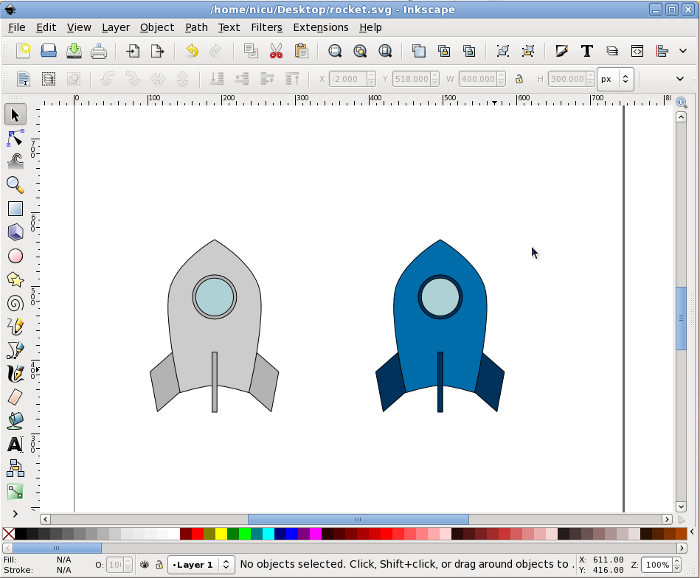 /home/nicu/Desktop/rocket.svg - Inkscape
File Edit View Layer Object Path Text Filters Extensions Help
X -2.000 Y 518.000 W 400.000 H 300.000 px
0 100 200 300 400 500 600 700
Fill: N/A
Stroke: N/A
O:
•Layer 1
No objects selected. Click, Shift+click, or drag around objects to .
X: 611.00
Y: 416.00
Z: 100%